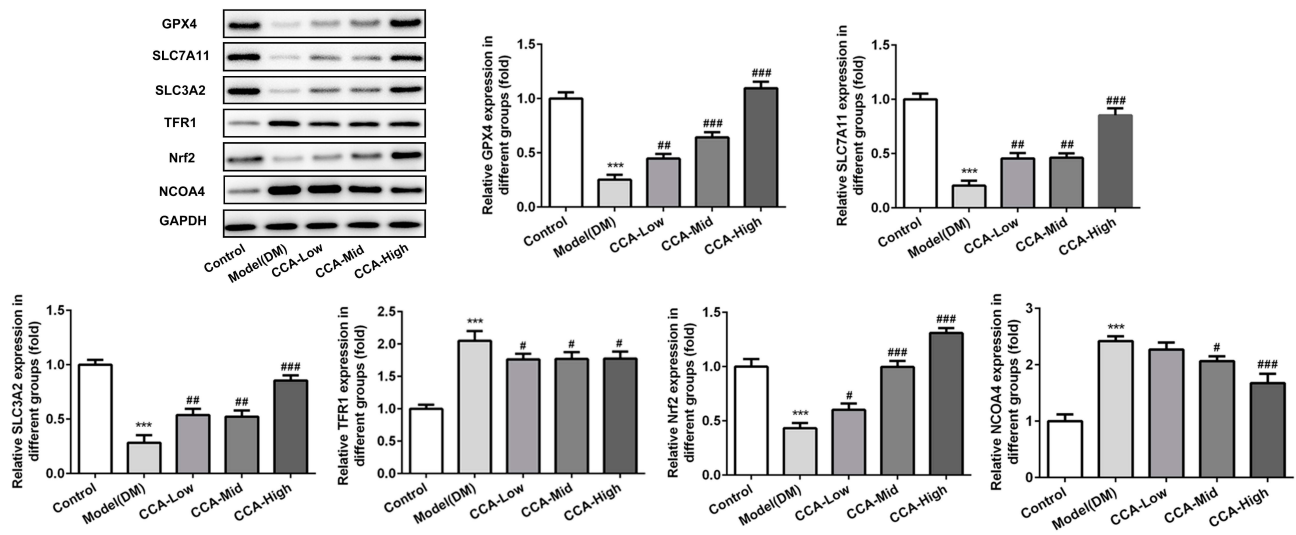 GPX4
SLC7A11
SLC3A2
TFR1
Nrf2
NCOA4
GAPDH
Control
Model(DM)
CCA-Low
CCA-Mid
CCA-High
Relative GPX4 expression in
different groups (fold)
1.5
1.0
0.5
0.0
***
##
###
###
Control
Model(DM)
CCA-Low
CCA-Mid
CCA-High
Relative SLC7A11 expression in
different groups (fold)
1.5
1.0
0.5
0.0
***
##
##
###
Control
Model(DM)
CCA-Low
CCA-Mid
CCA-High
Relative SLC3A2 expression in
different groups (fold)
1.5
1.0
0.5
0.0
***
##
##
###
Control
Model(DM)
CCA-Low
CCA-Mid
CCA-High
Relative TFR1 expression in
different groups (fold)
2.5
2.0
1.5
1.0
0.5
0.0
***
#
#
#
Control
Model(DM)
CCA-Low
CCA-Mid
CCA-High
Relative Nrf2 expression in
different groups (fold)
1.5
1.0
0.5
0.0
***
#
###
###
Control
Model(DM)
CCA-Low
CCA-Mid
CCA-High
Relative NCOA4 expression in
different groups (fold)
3
2
1
0
***
#
###
Control
Model(DM)
CCA-Low
CCA-Mid
CCA-High